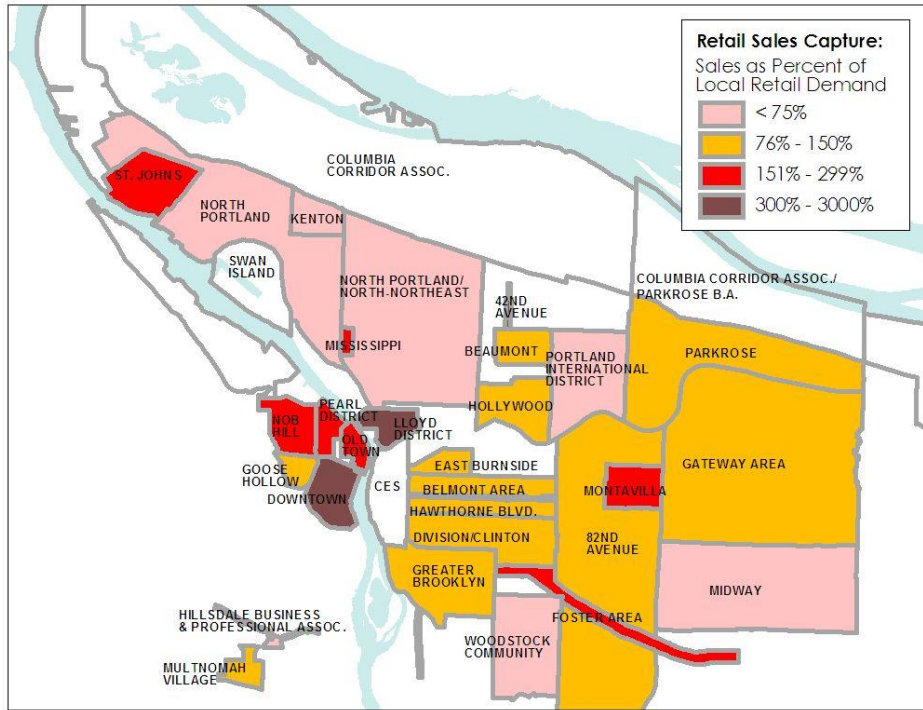 Retail Sales Capture:
Sales as Percent of
Local Retail Demand
< 75%
76% - 150%
151% - 299%
300% - 3000%
COLUMBIA
CORRIDOR ASSOC.
ST. JOHNS
NORTH
PORTLAND
KENTON
SWAN
ISLAND
NORTH PORTLAND/
NORTH-NORTHEAST
COLUMBIA CORRIDOR ASSOC./
PARKROSE B.A.
42ND
AVENUE
MISSISSIPPI
BEAUMONT
PORTLAND
INTERNATIONAL
DISTRICT
PARKROSE
HOLLYWOOD
PEARL
DISTRICT
NOB
HILL
OLD
TOWN
LLOYD
DISTRICT
GOOSE
HOLLOW
DOWNTOWN
CES
EAST BURNSIDE
BELMONT AREA
HAWTHORNE BLVD.
DIVISION/CLINTON
MONTAVILLA
GATEWAY AREA
82ND
AVENUE
GREATER
BROOKLYN
MIDWAY
FOSTER AREA
HILLSDALE BUSINESS
& PROFESSIONAL ASSOC.
WOODSTOCK
COMMUNITY
MULTNOMAH
VILLAGE